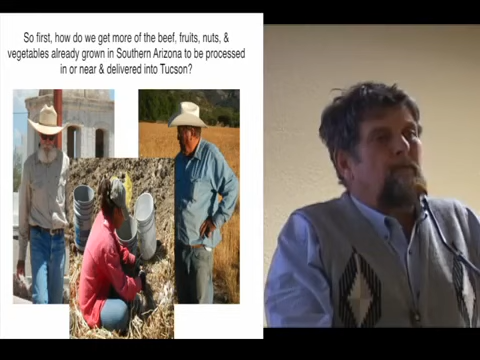 So first, how do we get more of the beef, fruits, nuts, &
vegetables already grown in Southern Arizona to be processed
in or near & delivered into Tucson?